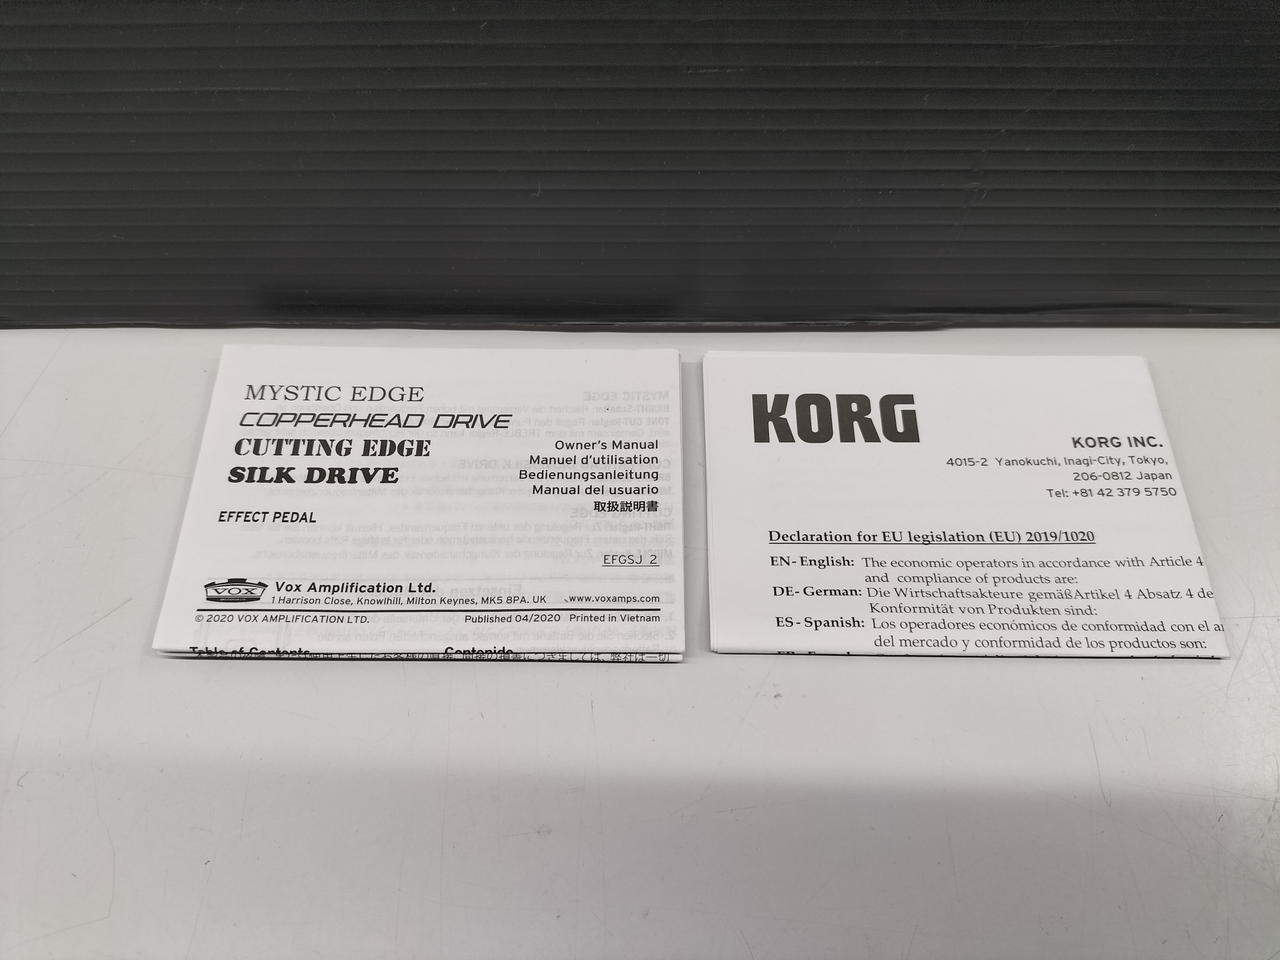 MYSTIC EDGE
COPPERHEAD DRIVE
CUTTING EDGE
SILK DRIVE
EFFECT PEDAL
Owner's Manual
Manuel d'utilisation
Bedienungsanleitung
Manual del usuario
取扱説明書
EFGSJ 2
VOX
Vox Amplification Ltd.
1 Harrison Close, Knowlhill, Milton Keynes, MK5 8PA. UK www.voxamps.com
© 2020 VOX AMPLIFICATION LTD. Published 04/2020 Printed in Vietnam
Table of Contents Contenido
KORG
KORG INC.
4015-2 Yanokuchi, Inagi-City, Tokyo,
206-0812 Japan
Tel: +81 42 379 5750
Declaration for EU legislation (EU) 2019/1020
EN- English: The economic operators in accordance with Article 4
and compliance of products are:
DE- German: Die Wirtschaftsakteure gemäßArtikel 4 Absatz 4 de
Konformität von Produkten sind:
ES - Spanish: Los operadores económicos de conformidad con el a
del mercado y conformidad de los productos son: